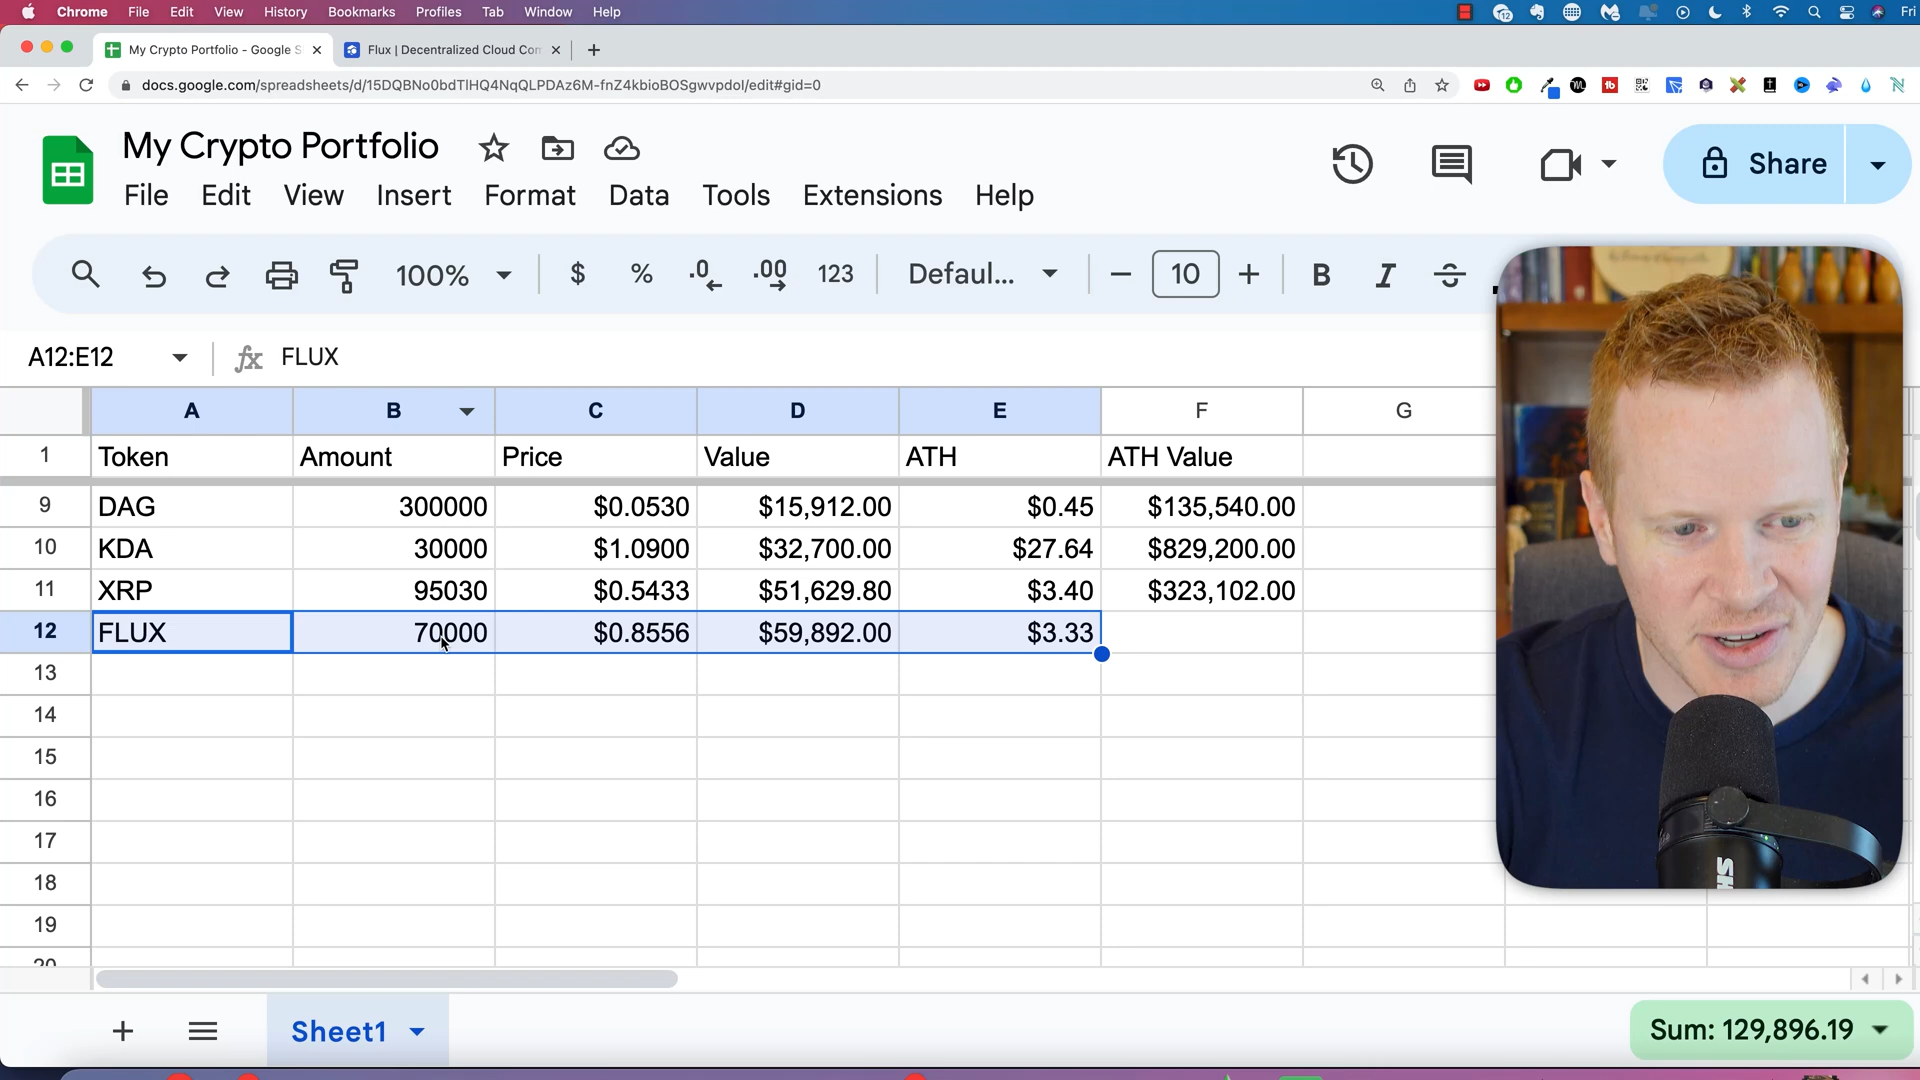 Chrome File Edit View History Bookmarks Profiles Tab Window Help 12 Fri
My Crypto Portfolio - Google S Flux | Decentralized Cloud Com
docs.google.com/spreadsheets/d/15DQBNo0bdTlHQ4NqQLPDAz6M-fnZ4kbioBOSgwvpdoI/edit#gid=0
My Crypto Portfolio
File Edit View Insert Format Data Tools Extensions Help
Share
100% $ % .0 .00 123 Defaul... 10 B I S
A12:E12 fx FLUX
A B C D E F G
1 Token Amount Price Value ATH ATH Value
9 DAG 300000 $0.0530 $15,912.00 $0.45 $135,540.00
10 KDA 30000 $1.0900 $32,700.00 $27.64 $829,200.00
11 XRP 95030 $0.5433 $51,629.80 $3.40 $323,102.00
12 FLUX 70000 $0.8556 $59,892.00 $3.33
13
14
15
16
17
18
19
20
Sheet1 Sum: 129,896.19